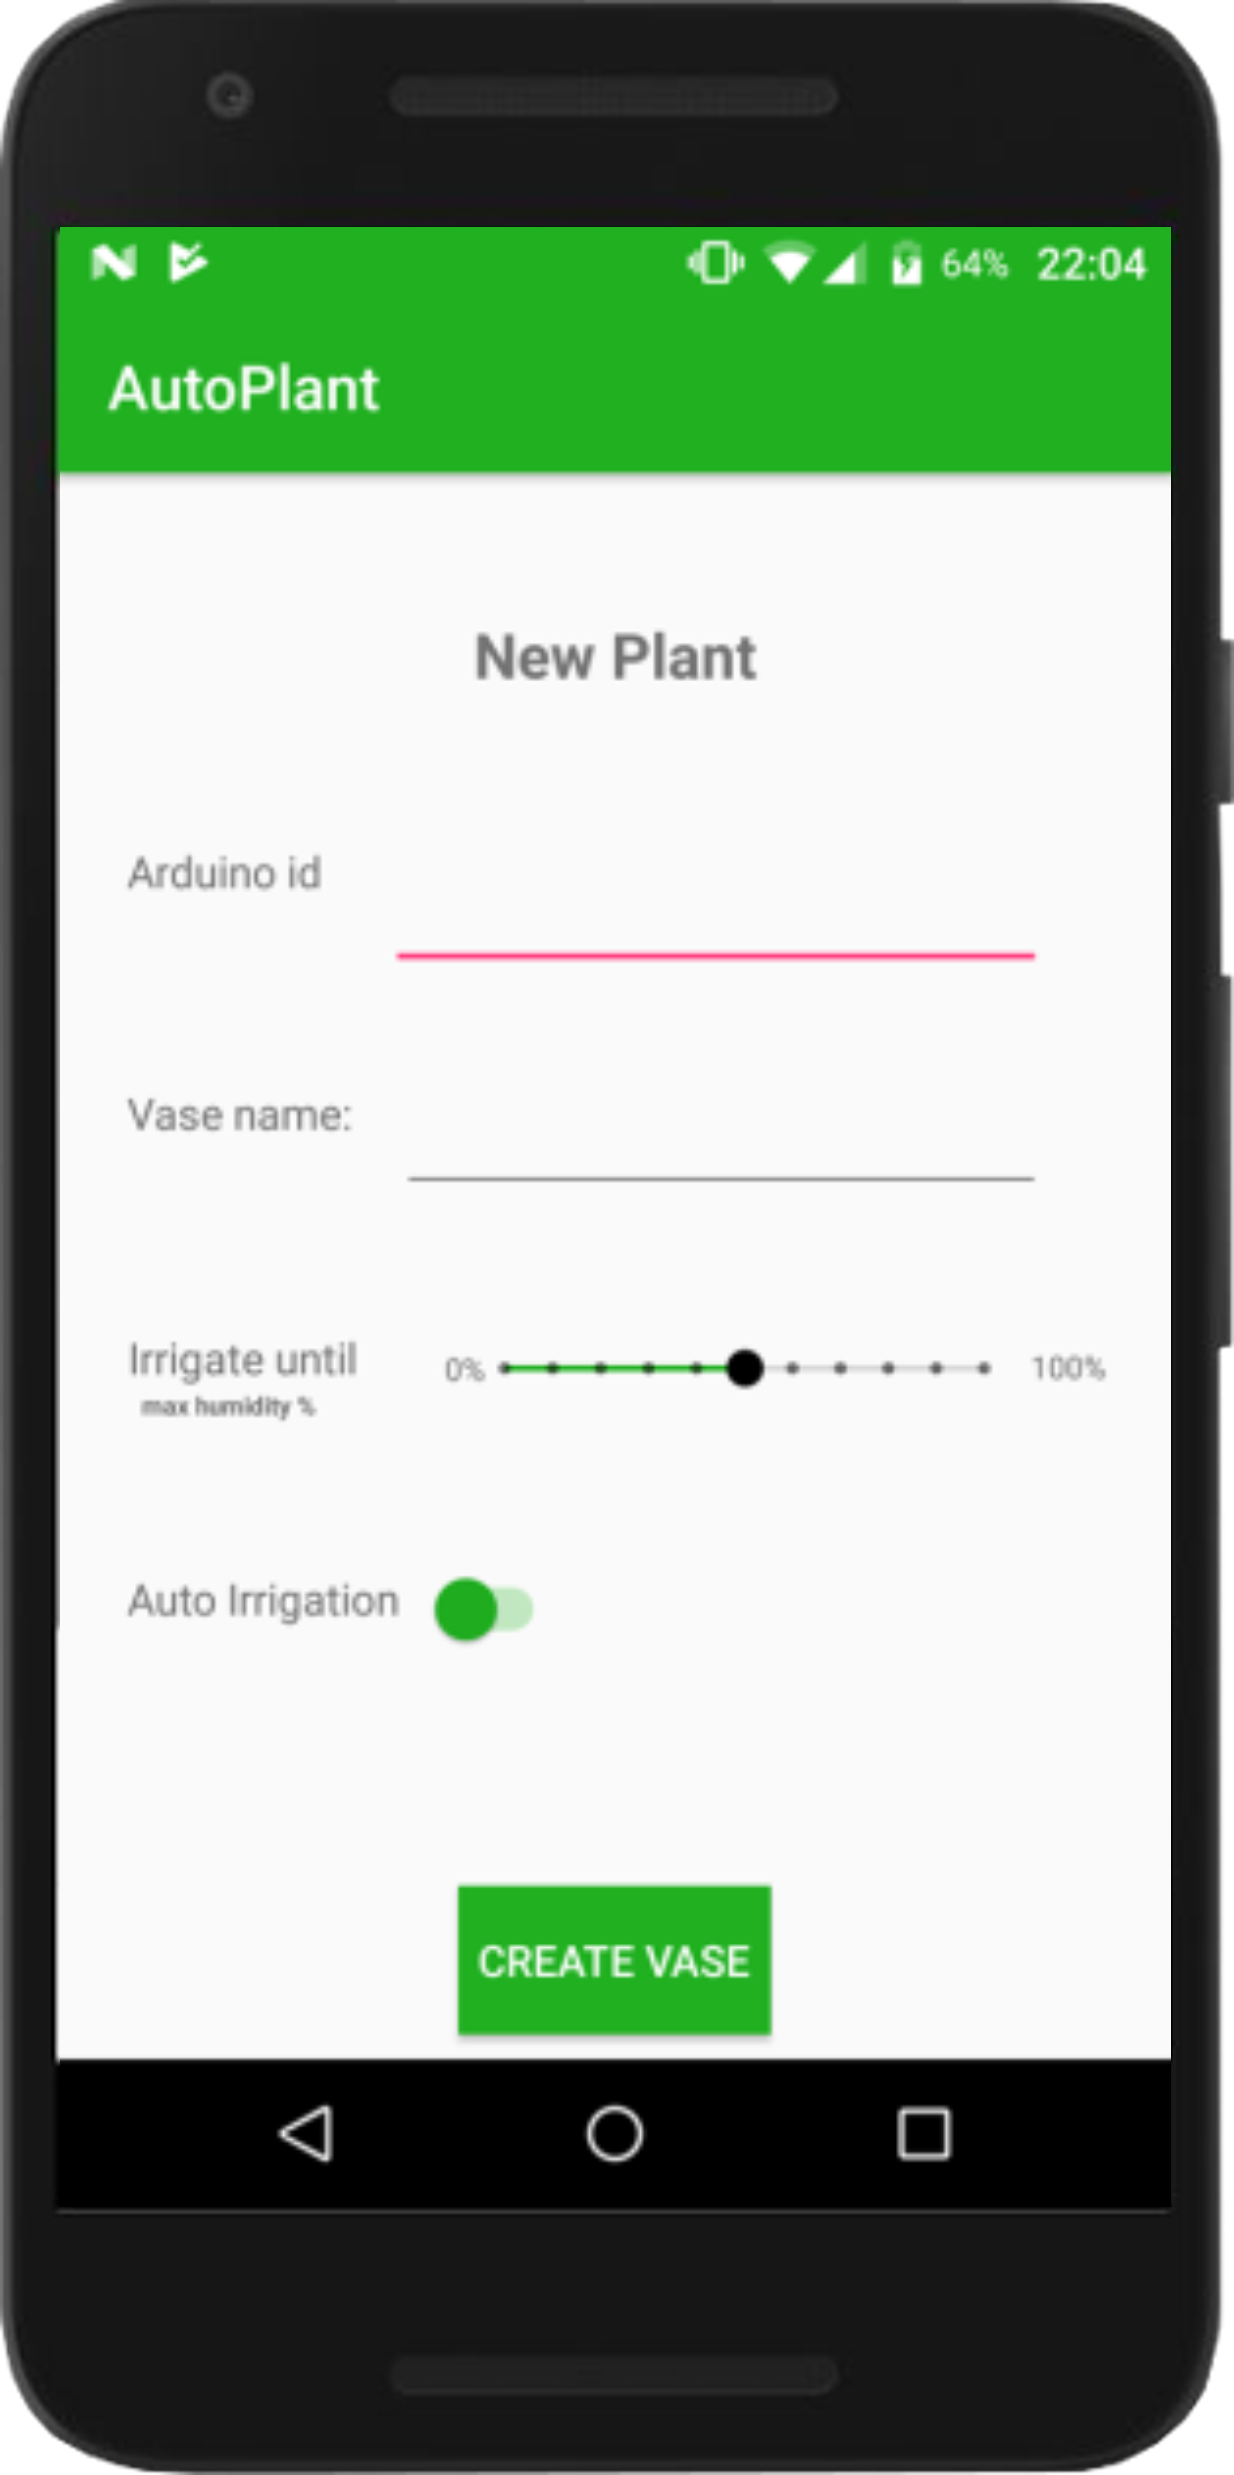 64% 22:04
AutoPlant
New Plant
Arduino id
Vase name:
Irrigate until
max humidity %
0% 100%
Auto Irrigation
CREATE VASE